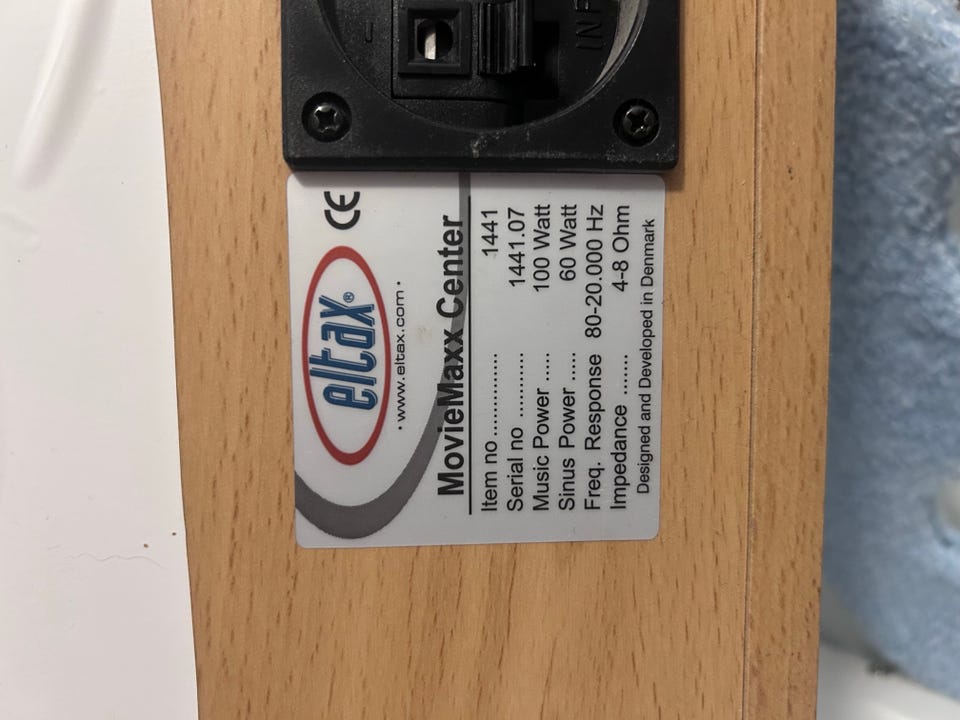 INP
CE
eltax®
• www.eltax.com •
MovieMaxx Center
Item no .............. 1441
Serial no ........... 1441.07
Music Power ..... 100 Watt
Sinus Power ..... 60 Watt
Freq. Response 80-20.000 Hz
Impedance ...... 4-8 Ohm
Designed and Developed in Denmark